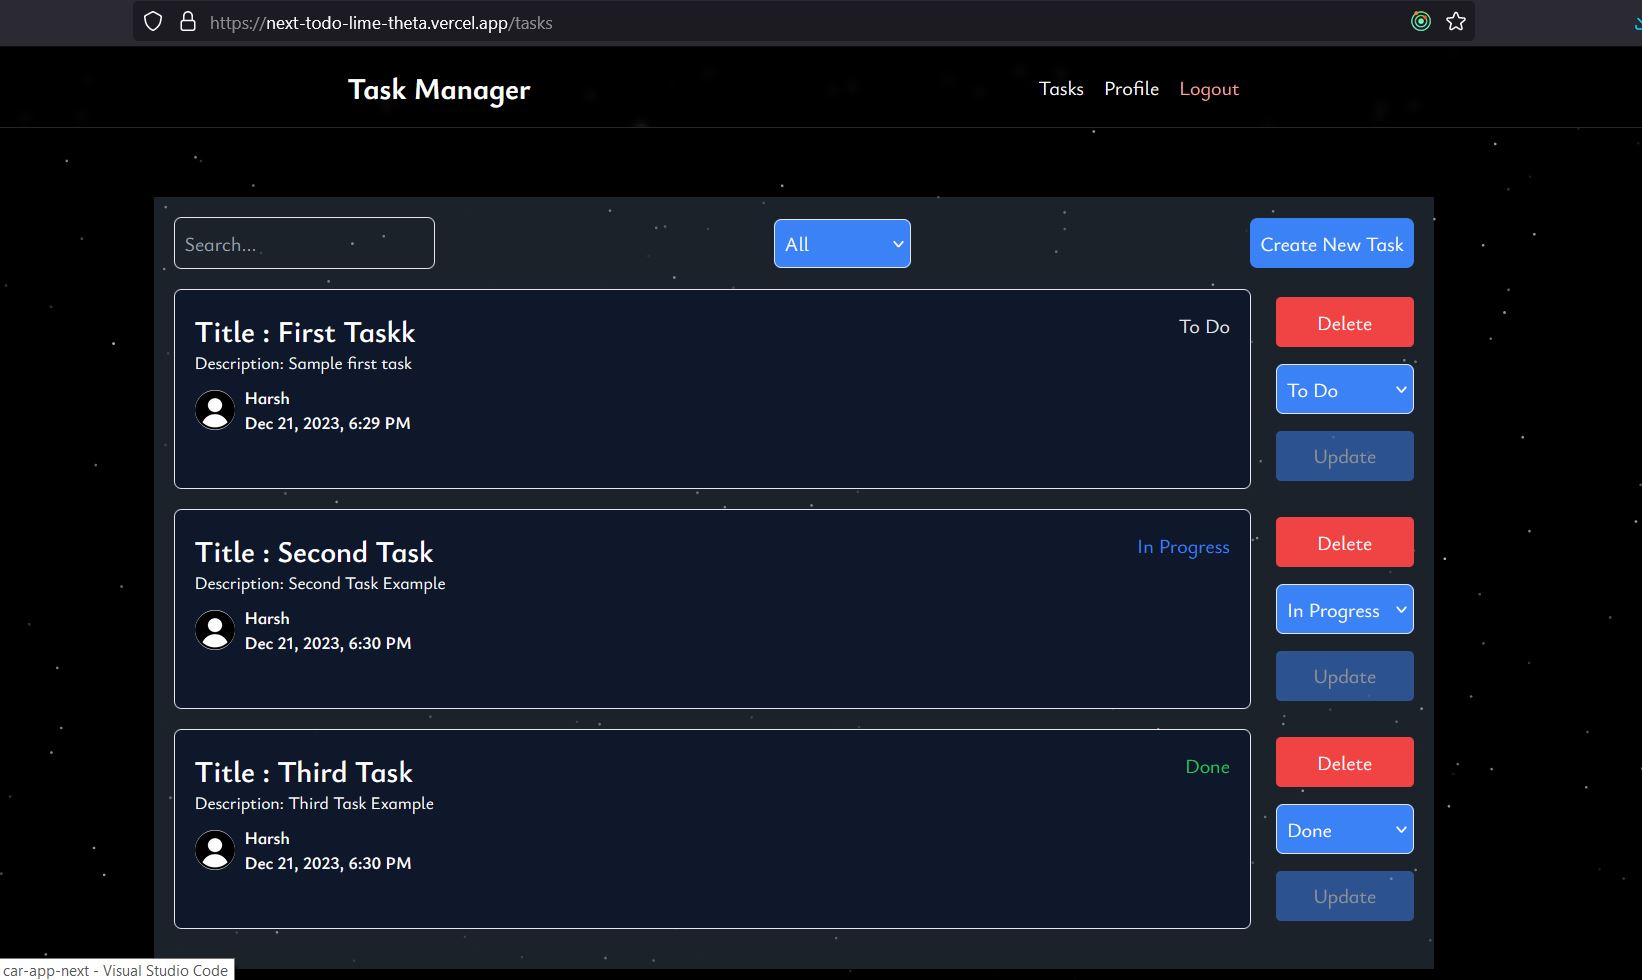 https://next-todo-lime-theta.vercel.app/tasks
Task Manager
Tasks Profile Logout
Search...
All
Create New Task
Title : First Taskk
To Do
Description: Sample first task
Harsh
Dec 21, 2023, 6:29 PM
Delete
To Do
Update
Title : Second Task
In Progress
Description: Second Task Example
Harsh
Dec 21, 2023, 6:30 PM
Delete
In Progress
Update
Title : Third Task
Done
Description: Third Task Example
Harsh
Dec 21, 2023, 6:30 PM
Delete
Done
Update
car-app-next - Visual Studio Code